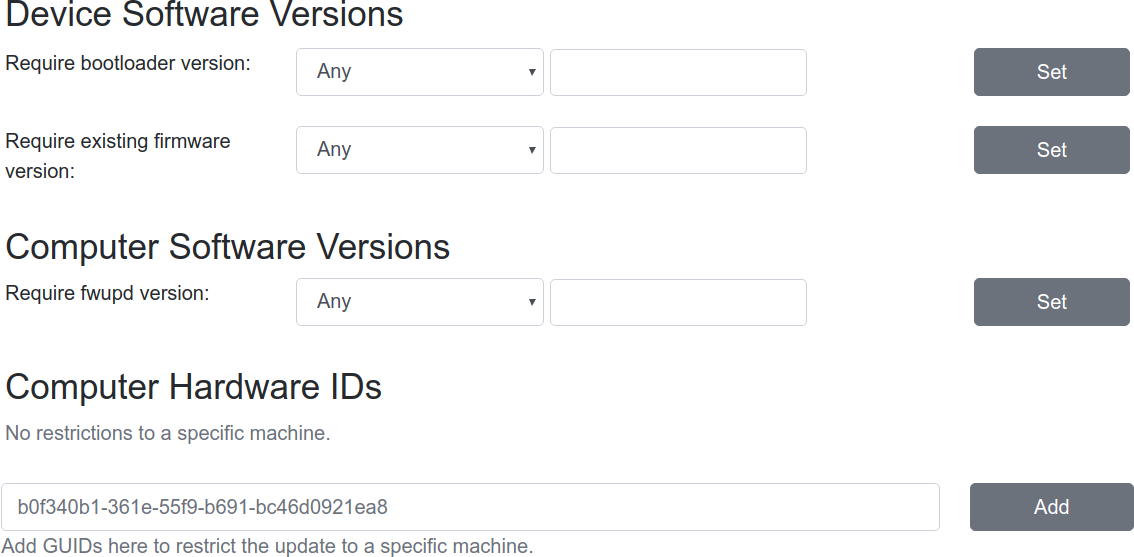 Device Software Versions
Require bootloader version:
Any
Set
Require existing firmware
version:
Any
Set
Computer Software Versions
Require fwupd version:
Any
Set
Computer Hardware IDs
No restrictions to a specific machine.
b0f340b1-361e-55f9-b691-bc46d0921ea8
Add
Add GUIDs here to restrict the update to a specific machine.